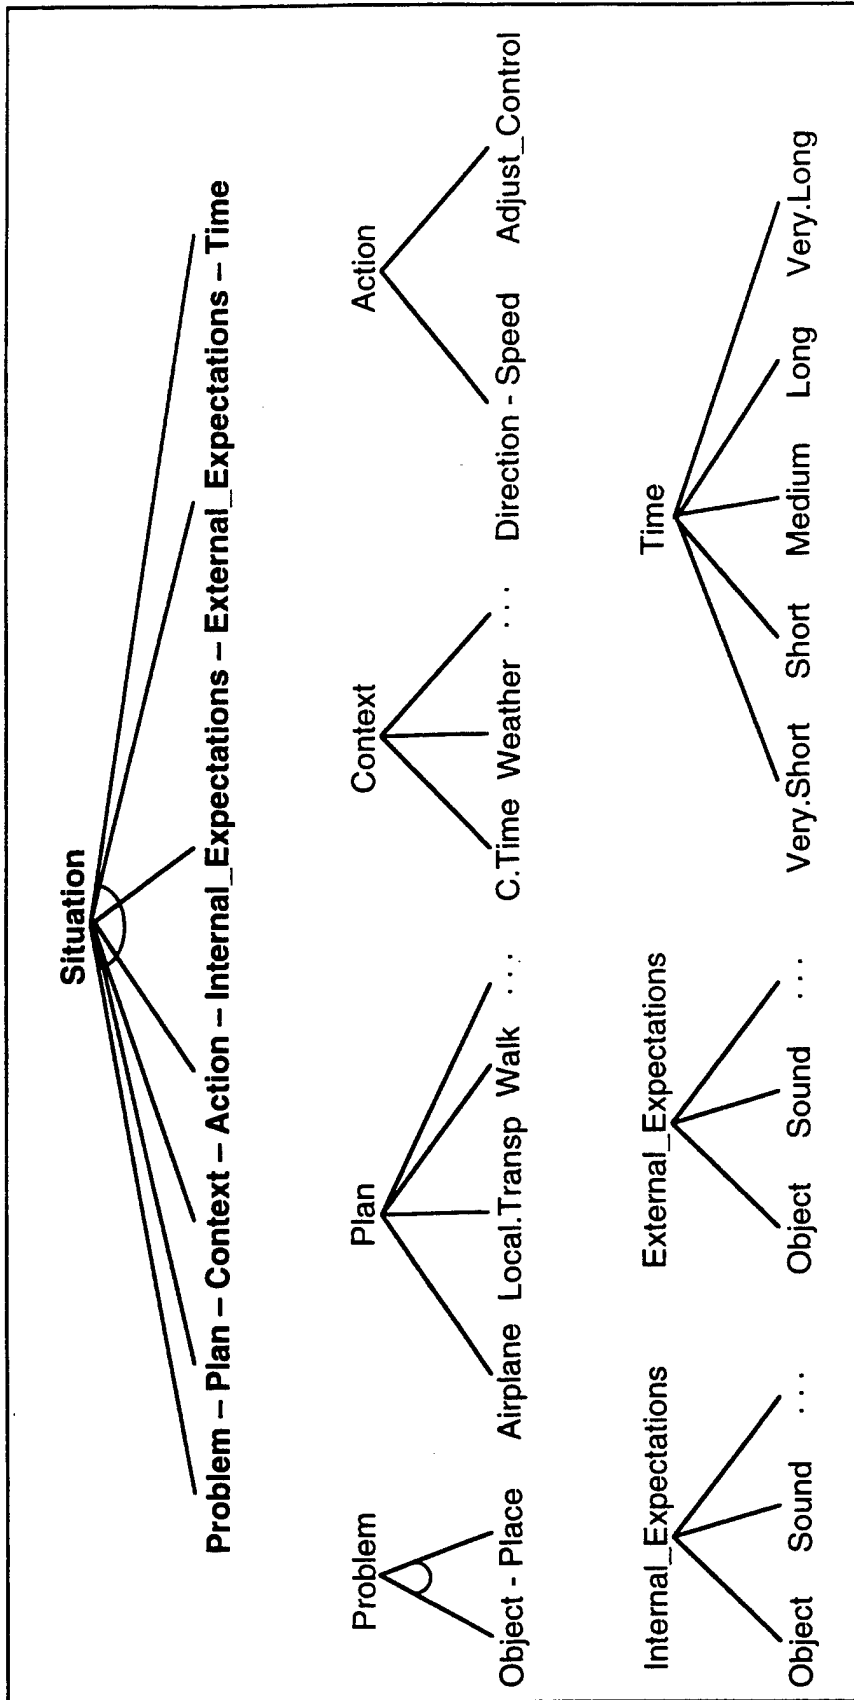 Situation
Problem – Plan – Context – Action – Internal_Expectations – External_Expectations – Time
Problem
Object - Place
Plan
Airplane Local.Transp Walk ...
Context
C.Time Weather ...
Action
Direction - Speed Adjust_Control
Internal_Expectations
Object Sound ...
External_Expectations
Object Sound ...
Time
Very.Short Short Medium Long Very.Long